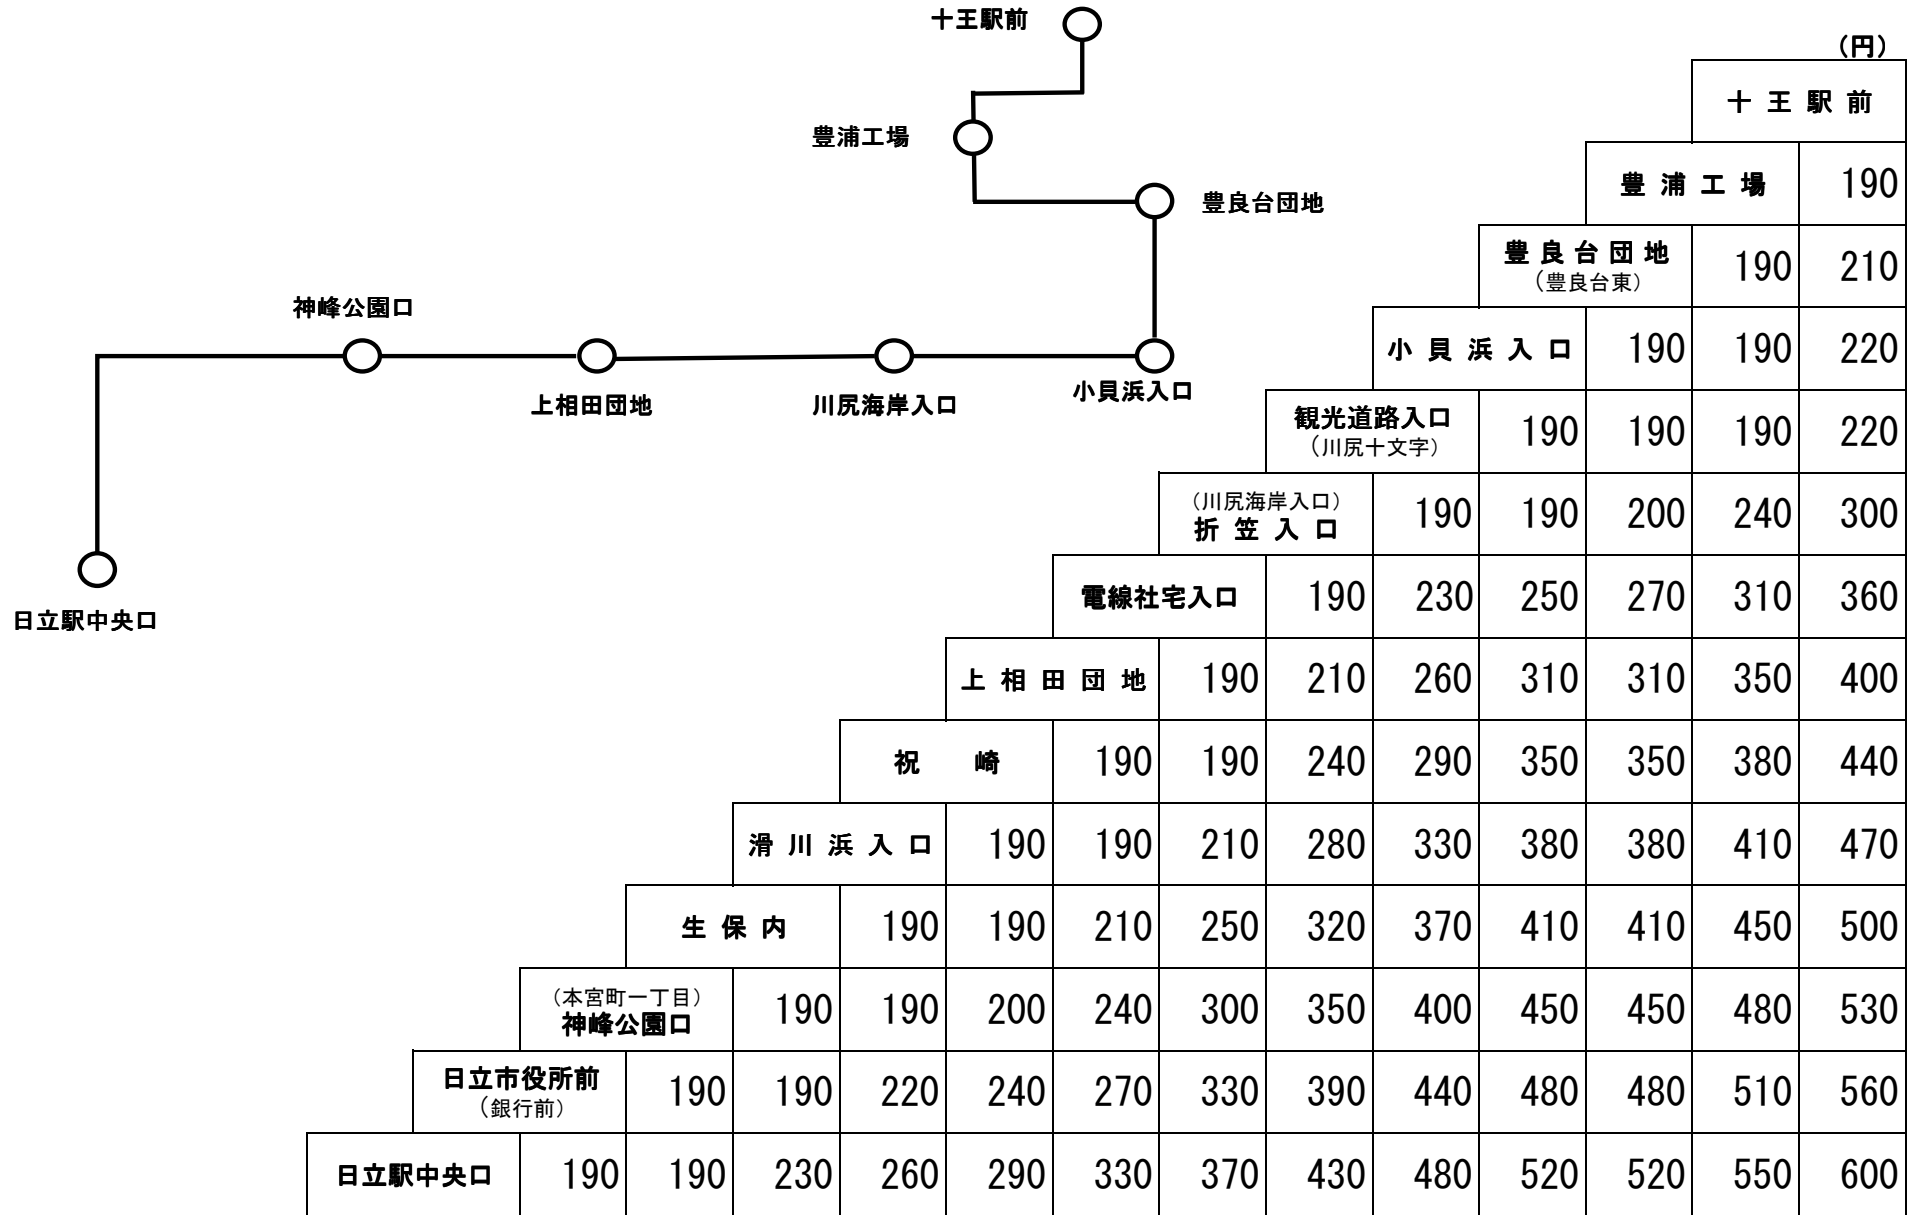 十王駅前
豊浦工場
豊良台団地
神峰公園口
上相田団地
川尻海岸入口
小貝浜入口
日立駅中央口
（円）
十王駅前
豊浦工場 190
豊良台団地
（豊良台東）
190 210
小貝浜入口 190 190 220
観光道路入口
（川尻十文字）
190 190 190 220
（川尻海岸入口）
折笠入口
190 190 200 240 300
電線社宅入口 190 230 250 270 310 360
上相田団地 190 210 260 310 310 350 400
祝崎 190 190 240 290 350 350 380 440
滑川浜入口 190 190 210 280 330 380 380 410 470
生保内 190 190 210 250 320 370 410 410 450 500
（本宮町一丁目）
神峰公園口
190 190 200 240 300 350 400 450 450 480 530
日立市役所前
（銀行前）
190 190 220 240 270 330 390 440 480 480 510 560
日立駅中央口 190 190 230 260 290 330 370 430 480 520 520 550 600